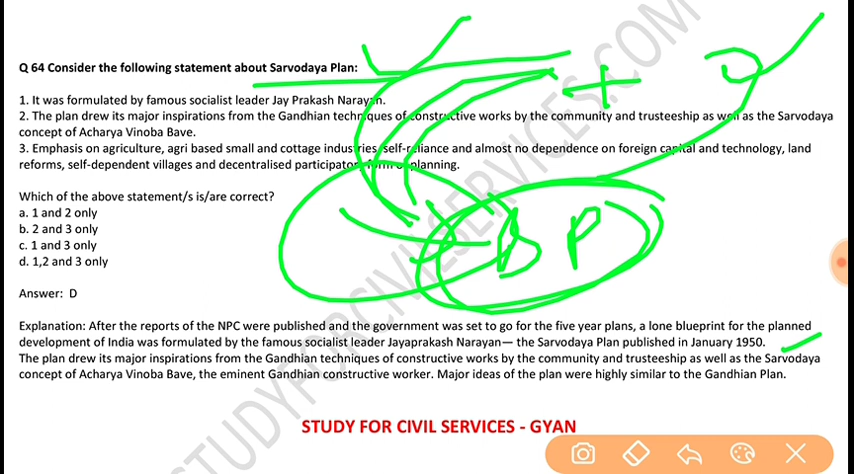 Q 64 Consider the following statement about Sarvodaya Plan:
1. It was formulated by famous socialist leader Jay Prakash Narayan.
2. The plan drew its major inspirations from the Gandhian techniques of constructive works by the community and trusteeship as well as the Sarvodaya
concept of Acharya Vinoba Bave.
3. Emphasis on agriculture, agri based small and cottage industries, self-reliance and almost no dependence on foreign capital and technology, land
reforms, self-dependent villages and decentralised participatory form of planning.
Which of the above statement/s is/are correct?
a. 1 and 2 only
b. 2 and 3 only
c. 1 and 3 only
d. 1,2 and 3 only
Answer: D
Explanation: After the reports of the NPC were published and the government was set to go for the five year plans, a lone blueprint for the planned
development of India was formulated by the famous socialist leader Jayaprakash Narayan— the Sarvodaya Plan published in January 1950.
The plan drew its major inspirations from the Gandhian techniques of constructive works by the community and trusteeship as well as the Sarvodaya
concept of Acharya Vinoba Bave, the eminent Gandhian constructive worker. Major ideas of the plan were highly similar to the Gandhian Plan.
STUDY FOR CIVIL SERVICES - GYAN
STUDYFORCIVILSERVICES.COM
BP